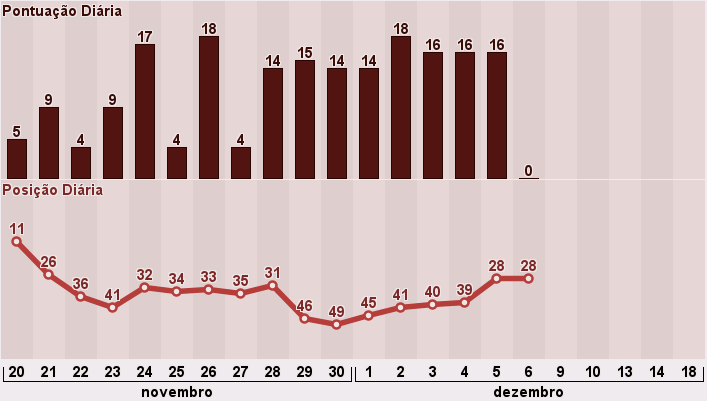 Pontuação Diária
5 9 4 9 17 4 18 4 14 15 14 14 18 16 16 16 0
Posição Diária
11 26 36 41 32 34 33 35 31 46 49 45 41 40 39 28 28
20 21 22 23 24 25 26 27 28 29 30 1 2 3 4 5 6 9 10 13 14 18
novembro dezembro